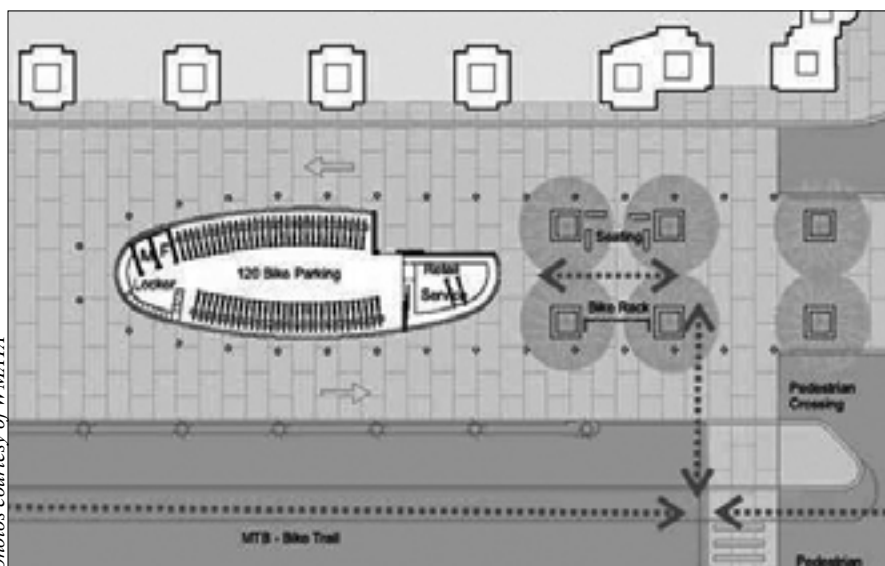 M F
120 Bike Parking
Locker
Retail
Service
Seating
Bike Rack
Pedestrian
Crossing
MTB - Bike Trail
Pedestrian
photos courtesy of WMATA